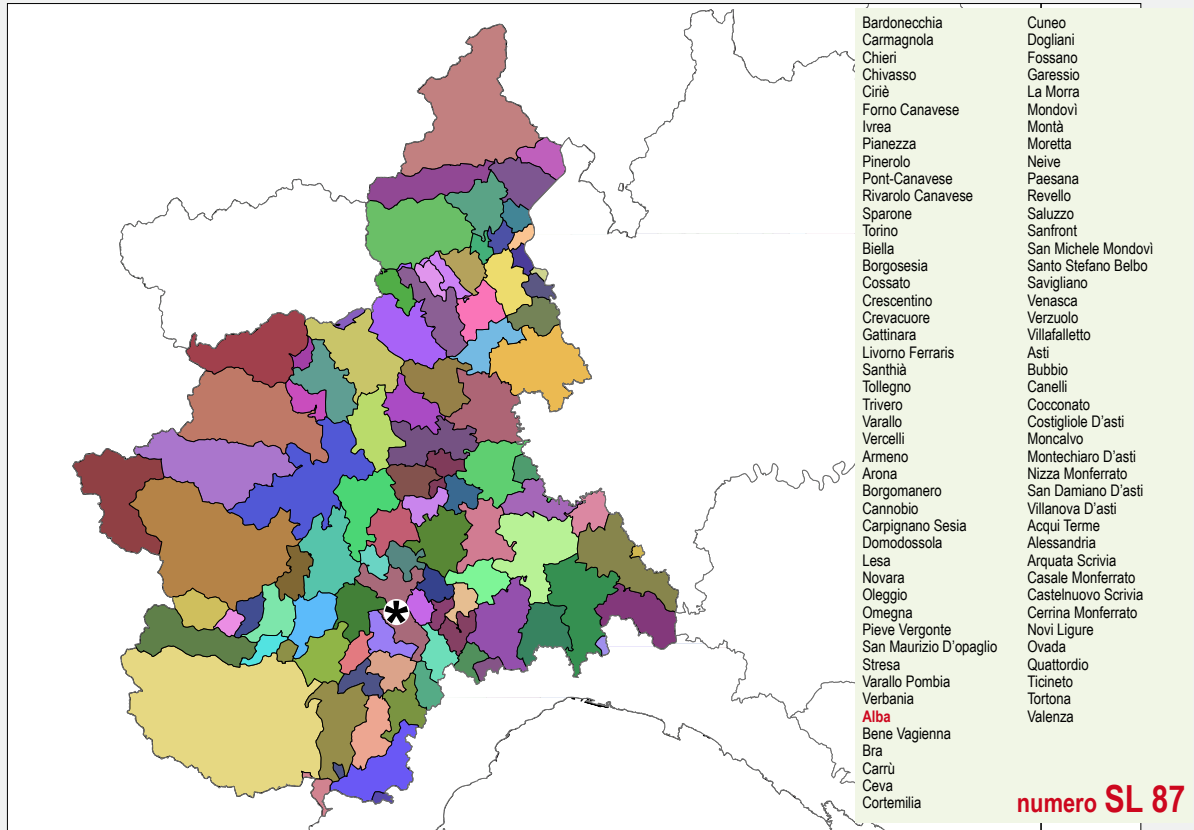 Bardonecchia
Carmagnola
Chieri
Chivasso
Ciriè
Forno Canavese
Ivrea
Pianezza
Pinerolo
Pont-Canavese
Rivarolo Canavese
Sparone
Torino
Biella
Borgosesia
Cossato
Crescentino
Crevacuore
Gattinara
Livorno Ferraris
Santhià
Tollegno
Trivero
Varallo
Vercelli
Armeno
Arona
Borgomanero
Cannobio
Carpignano Sesia
Domodossola
Lesa
Novara
Oleggio
Omegna
Pieve Vergonte
San Maurizio D'opaglio
Stresa
Varallo Pombia
Verbania
Alba
Bene Vagienna
Bra
Carrù
Ceva
Cortemilia
Cuneo
Dogliani
Fossano
Garessio
La Morra
Mondovì
Montà
Moretta
Neive
Paesana
Revello
Saluzzo
Sanfront
San Michele Mondovì
Santo Stefano Belbo
Savigliano
Venasca
Verzuolo
Villafalletto
Asti
Bubbio
Canelli
Cocconato
Costigliole D'asti
Moncalvo
Montechiaro D'asti
Nizza Monferrato
San Damiano D'asti
Villanova D'asti
Acqui Terme
Alessandria
Arquata Scrivia
Casale Monferrato
Castelnuovo Scrivia
Cerrina Monferrato
Novi Ligure
Ovada
Quattordio
Ticineto
Tortona
Valenza
numero SL 87